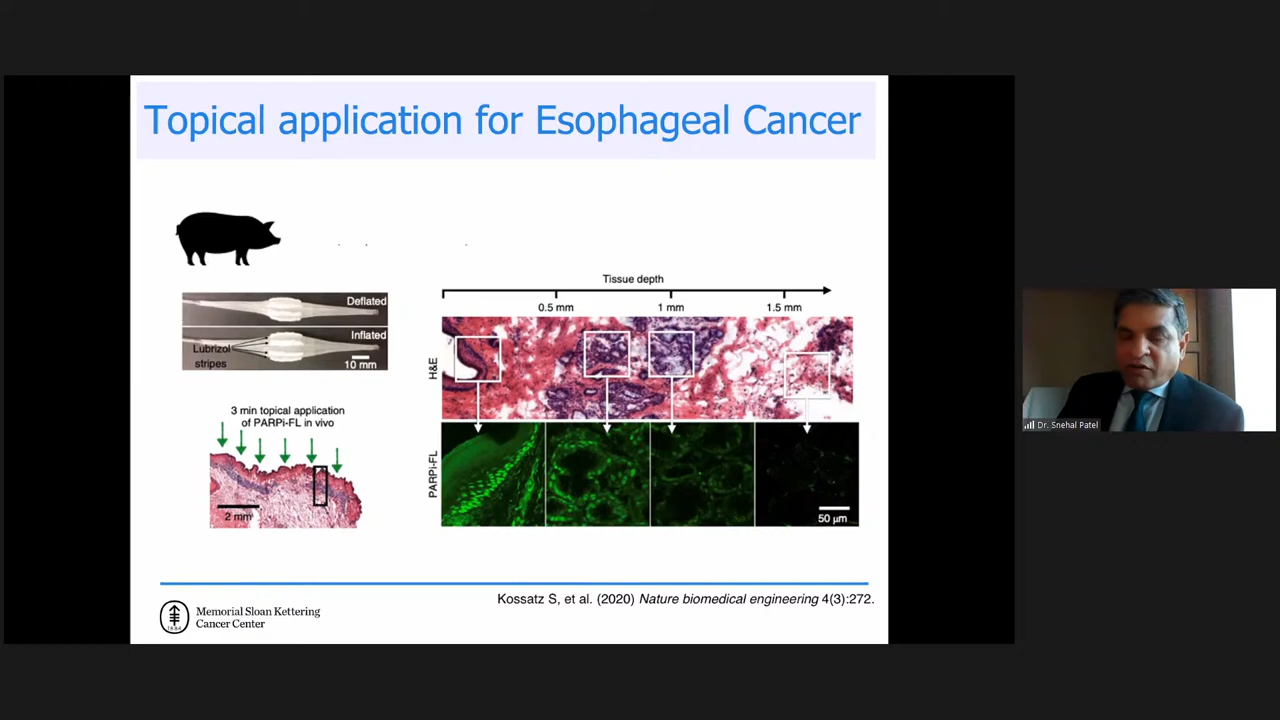 Topical application for Esophageal Cancer
Deflated
Inflated
Lubrizol
stripes
10 mm
3 min topical application
of PARPi-FL in vivo
2 mm
Tissue depth
0.5 mm
1 mm
1.5 mm
H&E
PARPi-FL
50 µm
Kossatz S, et al. (2020) Nature biomedical engineering 4(3):272.
Memorial Sloan Kettering
Cancer Center
Dr. Snehal Patel